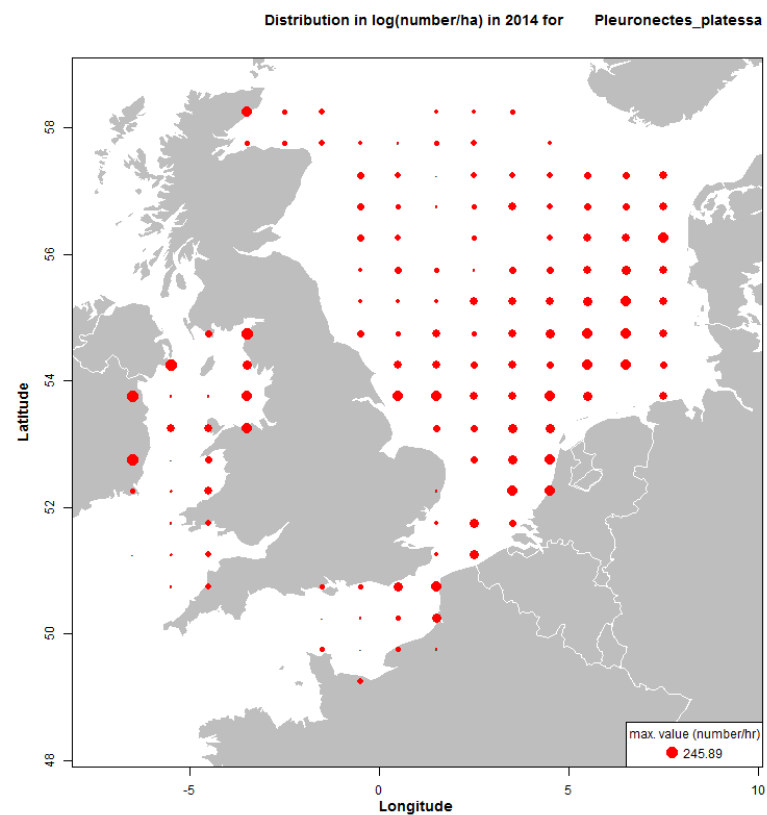 Distribution in log(number/ha) in 2014 for Pleuronectes_platessa
58
56
54
52
50
48
Latitude
max. value (number/hr)
245.89
-5 0 5 10
Longitude